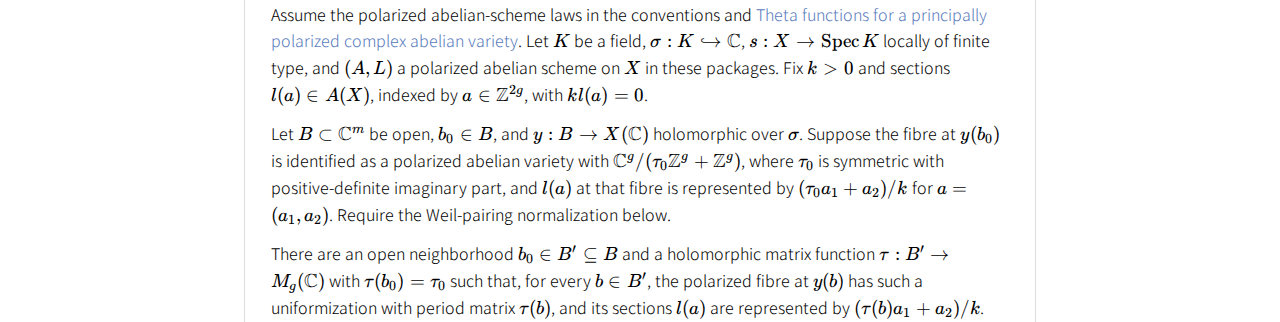 Assume the polarized abelian-scheme laws in the conventions and Theta functions for a principally
polarized complex abelian variety. Let K be a field, σ : K ↪ ℂ, s : X → Spec K locally of finite
type, and (A, L) a polarized abelian scheme on X in these packages. Fix k > 0 and sections
l(a) ∈ A(X), indexed by a ∈ ℤ²ᵍ, with kl(a) = 0.
Let B ⊂ ℂᵐ be open, b₀ ∈ B, and y : B → X(ℂ) holomorphic over σ. Suppose the fibre at y(b₀)
is identified as a polarized abelian variety with ℂᵍ/(τ₀ℤᵍ + ℤᵍ), where τ₀ is symmetric with
positive-definite imaginary part, and l(a) at that fibre is represented by (τ₀a₁ + a₂)/k for a =
(a₁, a₂). Require the Weil-pairing normalization below.
There are an open neighborhood b₀ ∈ B′ ⊆ B and a holomorphic matrix function τ : B′ →
M_g(ℂ) with τ(b₀) = τ₀ such that, for every b ∈ B′, the polarized fibre at y(b) has such a
uniformization with period matrix τ(b), and its sections l(a) are represented by (τ(b)a₁ + a₂)/k.